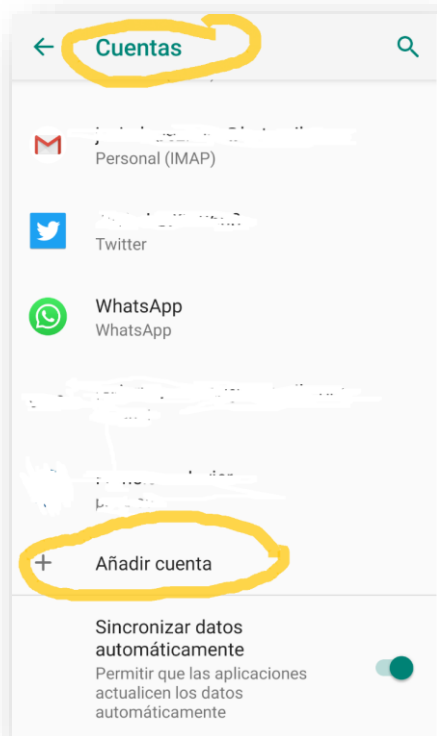 Cuentas
Personal (IMAP)
Twitter
WhatsApp
WhatsApp
Añadir cuenta
Sincronizar datos
automáticamente
Permitir que las aplicaciones
actualicen los datos
automáticamente